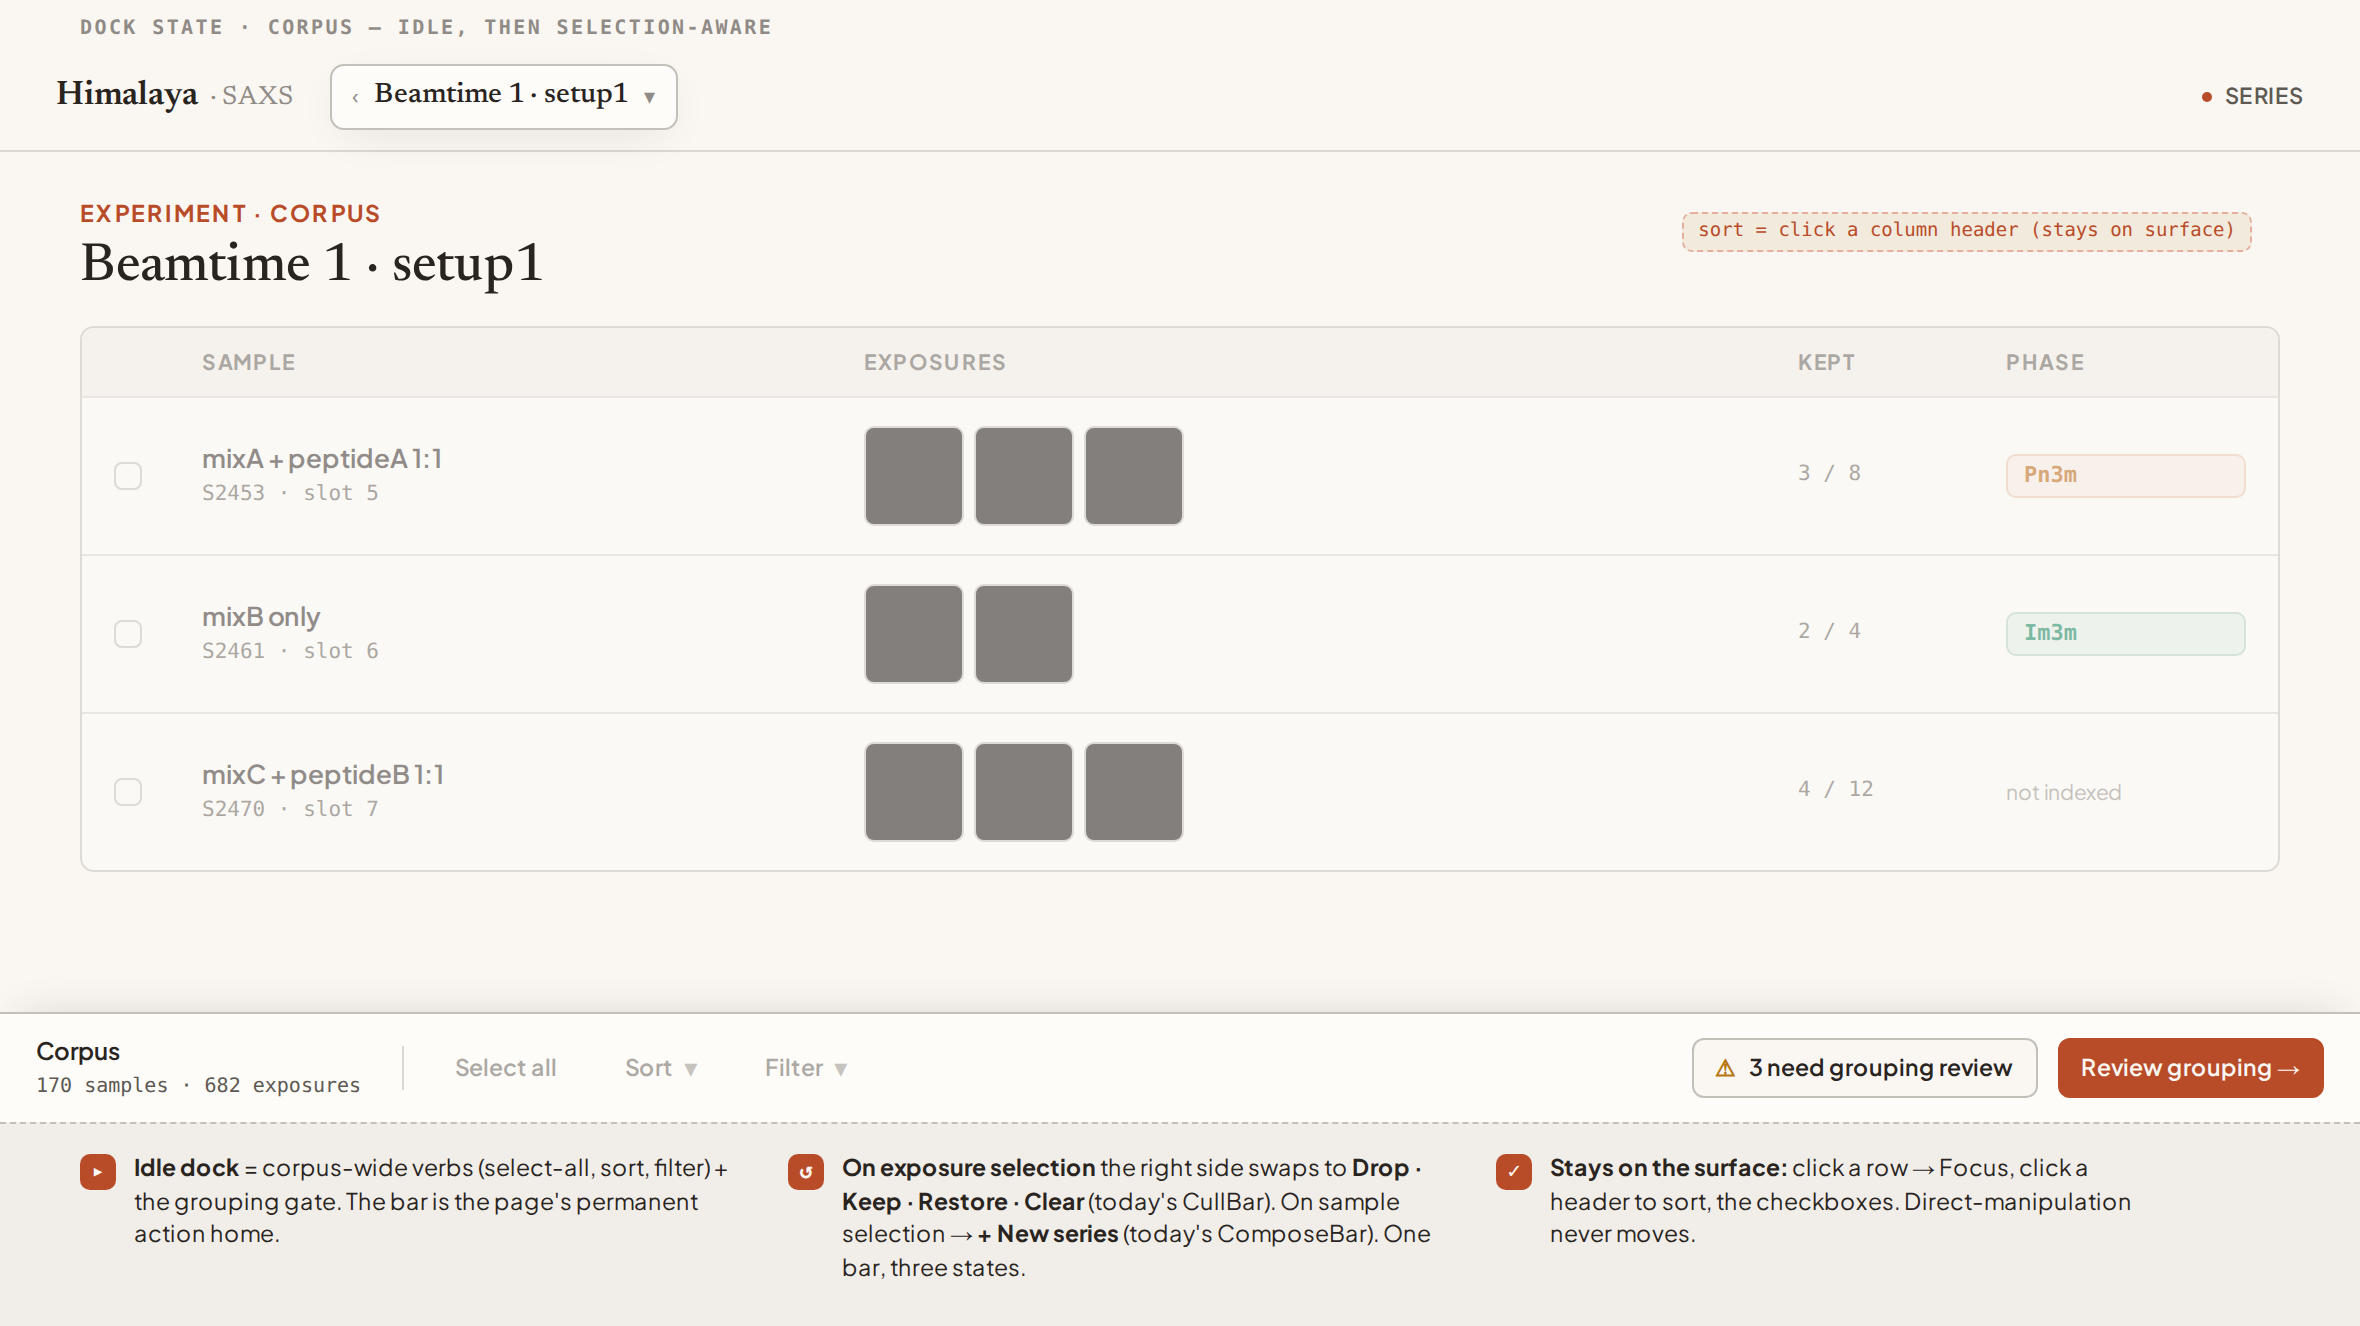 DOCK STATE · CORPUS — IDLE, THEN SELECTION-AWARE
Himalaya · SAXS ‹ Beamtime 1 · setup1 ▾ SERIES
EXPERIMENT · CORPUS
sort = click a column header (stays on surface)
Beamtime 1 · setup1
SAMPLE EXPOSURES KEPT PHASE
mixA + peptideA 1:1
S2453 · slot 5
3 / 8
Pn3m
mixB only
S2461 · slot 6
2 / 4
Im3m
mixC + peptideB 1:1
S2470 · slot 7
4 / 12
not indexed
Corpus
170 samples · 682 exposures
Select all Sort ▾ Filter ▾
⚠ 3 need grouping review
Review grouping →
Idle dock = corpus-wide verbs (select-all, sort, filter) +
the grouping gate. The bar is the page's permanent
action home.
On exposure selection the right side swaps to Drop ·
Keep · Restore · Clear (today's CullBar). On sample
selection → + New series (today's ComposeBar). One
bar, three states.
Stays on the surface: click a row → Focus, click a
header to sort, the checkboxes. Direct-manipulation
never moves.